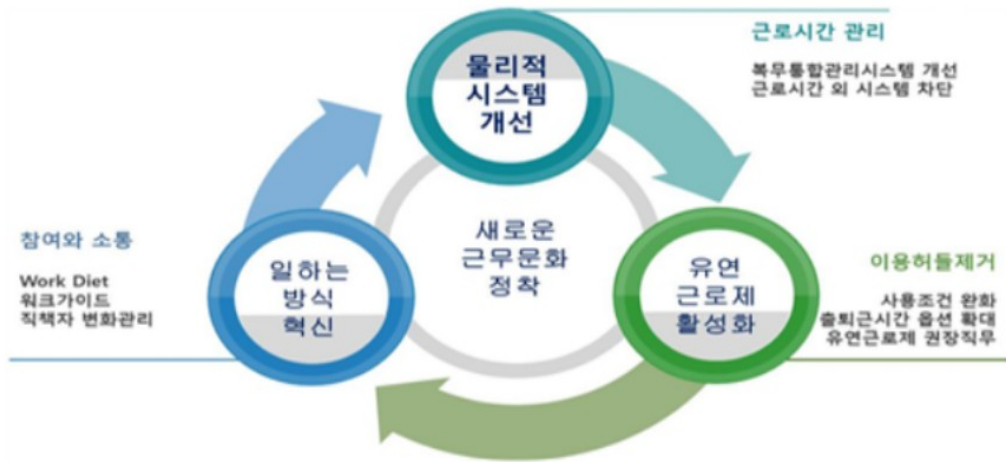 근로시간 관리
복무통합관리시스템 개선
근로시간 외 시스템 차단
물리적
시스템
개선
새로운
근무문화
정착
참여와 소통
Work Diet
워크가이드
직책자 변화관리
일하는
방식
혁신
유연
근로제
활성화
이용허들제거
사용조건 완화
출퇴근시간 옵션 확대
유연근로제 권장직무